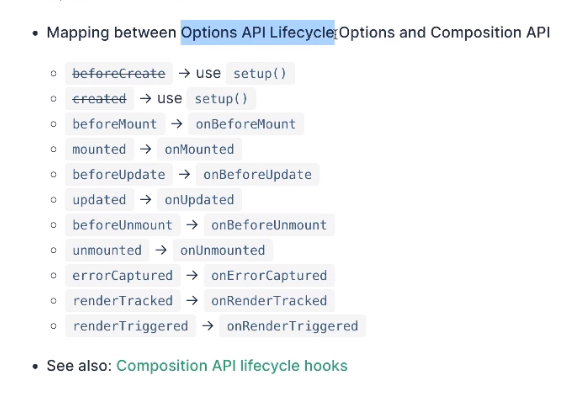 Mapping between Options API Lifecycle Options and Composition API
beforeCreate → use setup()
created → use setup()
beforeMount → onBeforeMount
mounted → onMounted
beforeUpdate → onBeforeUpdate
updated → onUpdated
beforeUnmount → onBeforeUnmount
unmounted → onUnmounted
errorCaptured → onErrorCaptured
renderTracked → onRenderTracked
renderTriggered → onRenderTriggered
See also: Composition API lifecycle hooks